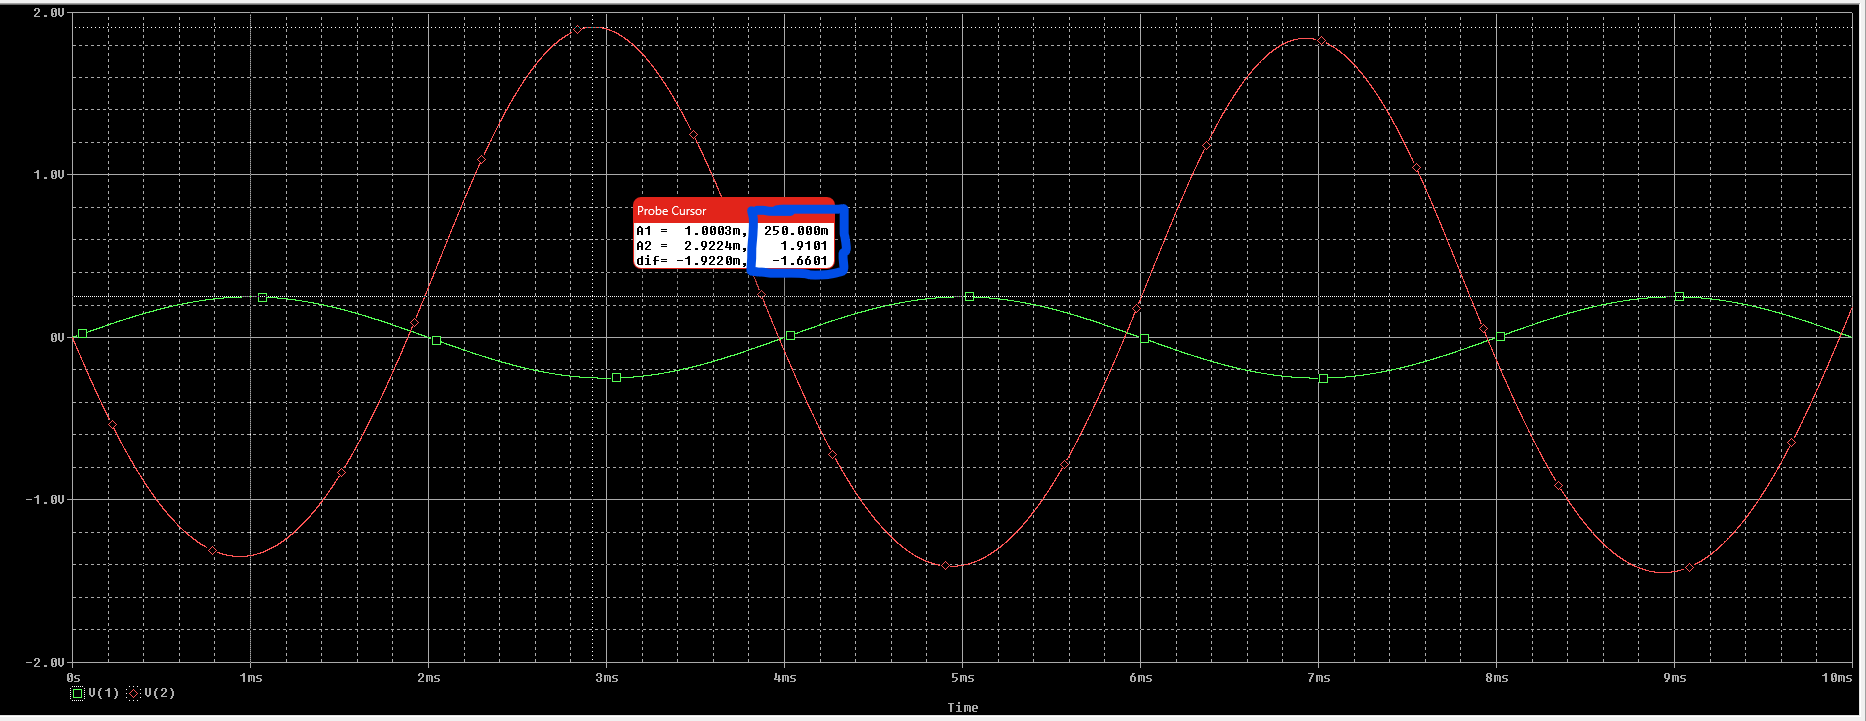 2.0V
1.0V
0V
-1.0V
-2.0V
Probe Cursor
A1 = 1.0003m, 250.000m
A2 = 2.9224m, 1.9101
dif= -1.9220m, -1.6601
0s 1ms 2ms 3ms 4ms 5ms 6ms 7ms 8ms 9ms 10ms
V(1) V(2)
Time